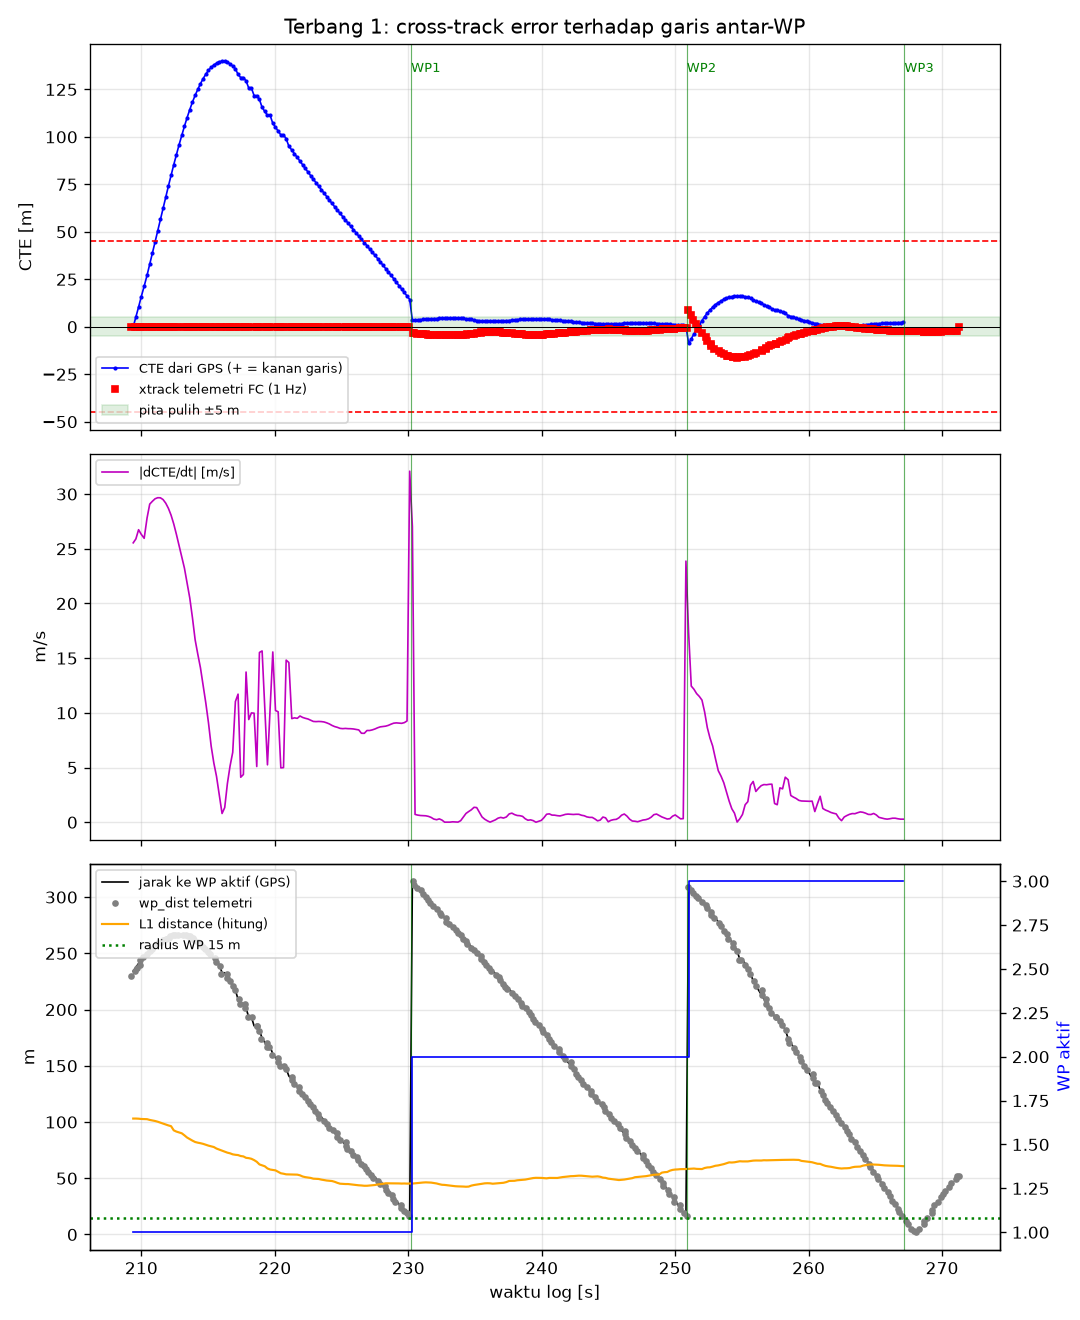 Terbang 1: cross-track error terhadap garis antar-WP
CTE [m]
125
100
75
50
25
0
−25
−50
WP1
WP2
WP3
CTE dari GPS (+ = kanan garis)
xtrack telemetri FC (1 Hz)
pita pulih ±5 m
m/s
30
25
20
15
10
5
0
|dCTE/dt| [m/s]
m
300
250
200
150
100
50
0
jarak ke WP aktif (GPS)
wp_dist telemetri
L1 distance (hitung)
radius WP 15 m
3.00
2.75
2.50
2.25
2.00
1.75
1.50
1.25
1.00
WP aktif
210
220
230
240
250
260
270
waktu log [s]